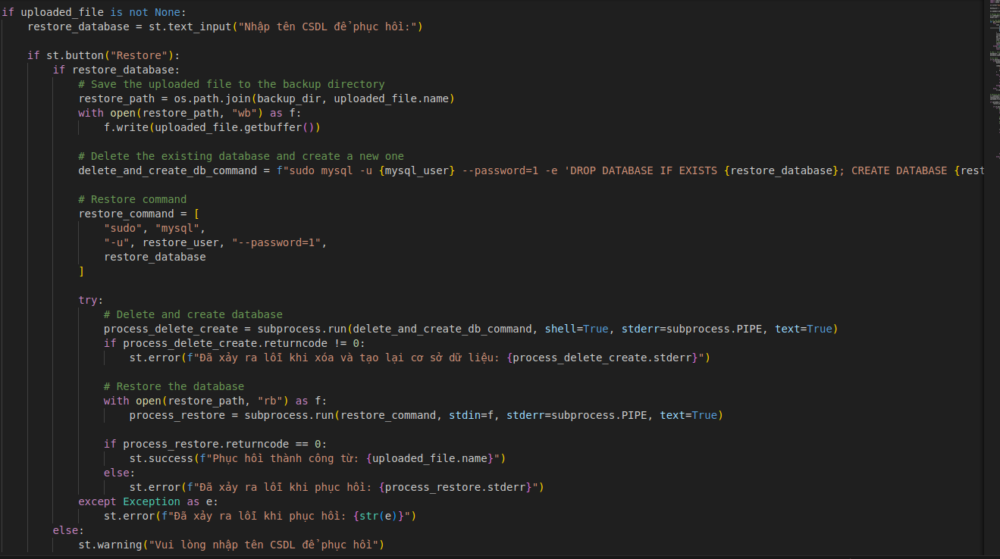 if uploaded_file is not None:
    restore_database = st.text_input("Nhập tên CSDL để phục hồi:")

    if st.button("Restore"):
        if restore_database:
            # Save the uploaded file to the backup directory
            restore_path = os.path.join(backup_dir, uploaded_file.name)
            with open(restore_path, "wb") as f:
                f.write(uploaded_file.getbuffer())

            # Delete the existing database and create a new one
            delete_and_create_db_command = f"sudo mysql -u {mysql_user} --password=1 -e 'DROP DATABASE IF EXISTS {restore_database}; CREATE DATABASE {rest

            # Restore command
            restore_command = [
                "sudo", "mysql",
                "-u", restore_user, "--password=1",
                restore_database
            ]

            try:
                # Delete and create database
                process_delete_create = subprocess.run(delete_and_create_db_command, shell=True, stderr=subprocess.PIPE, text=True)
                if process_delete_create.returncode != 0:
                    st.error(f"Đã xảy ra lỗi khi xóa và tạo lại cơ sở dữ liệu: {process_delete_create.stderr}")

                # Restore the database
                with open(restore_path, "rb") as f:
                    process_restore = subprocess.run(restore_command, stdin=f, stderr=subprocess.PIPE, text=True)

                if process_restore.returncode == 0:
                    st.success(f"Phục hồi thành công từ: {uploaded_file.name}")
                else:
                    st.error(f"Đã xảy ra lỗi khi phục hồi: {process_restore.stderr}")
            except Exception as e:
                st.error(f"Đã xảy ra lỗi khi phục hồi: {str(e)}")
        else:
            st.warning("Vui lòng nhập tên CSDL để phục hồi")